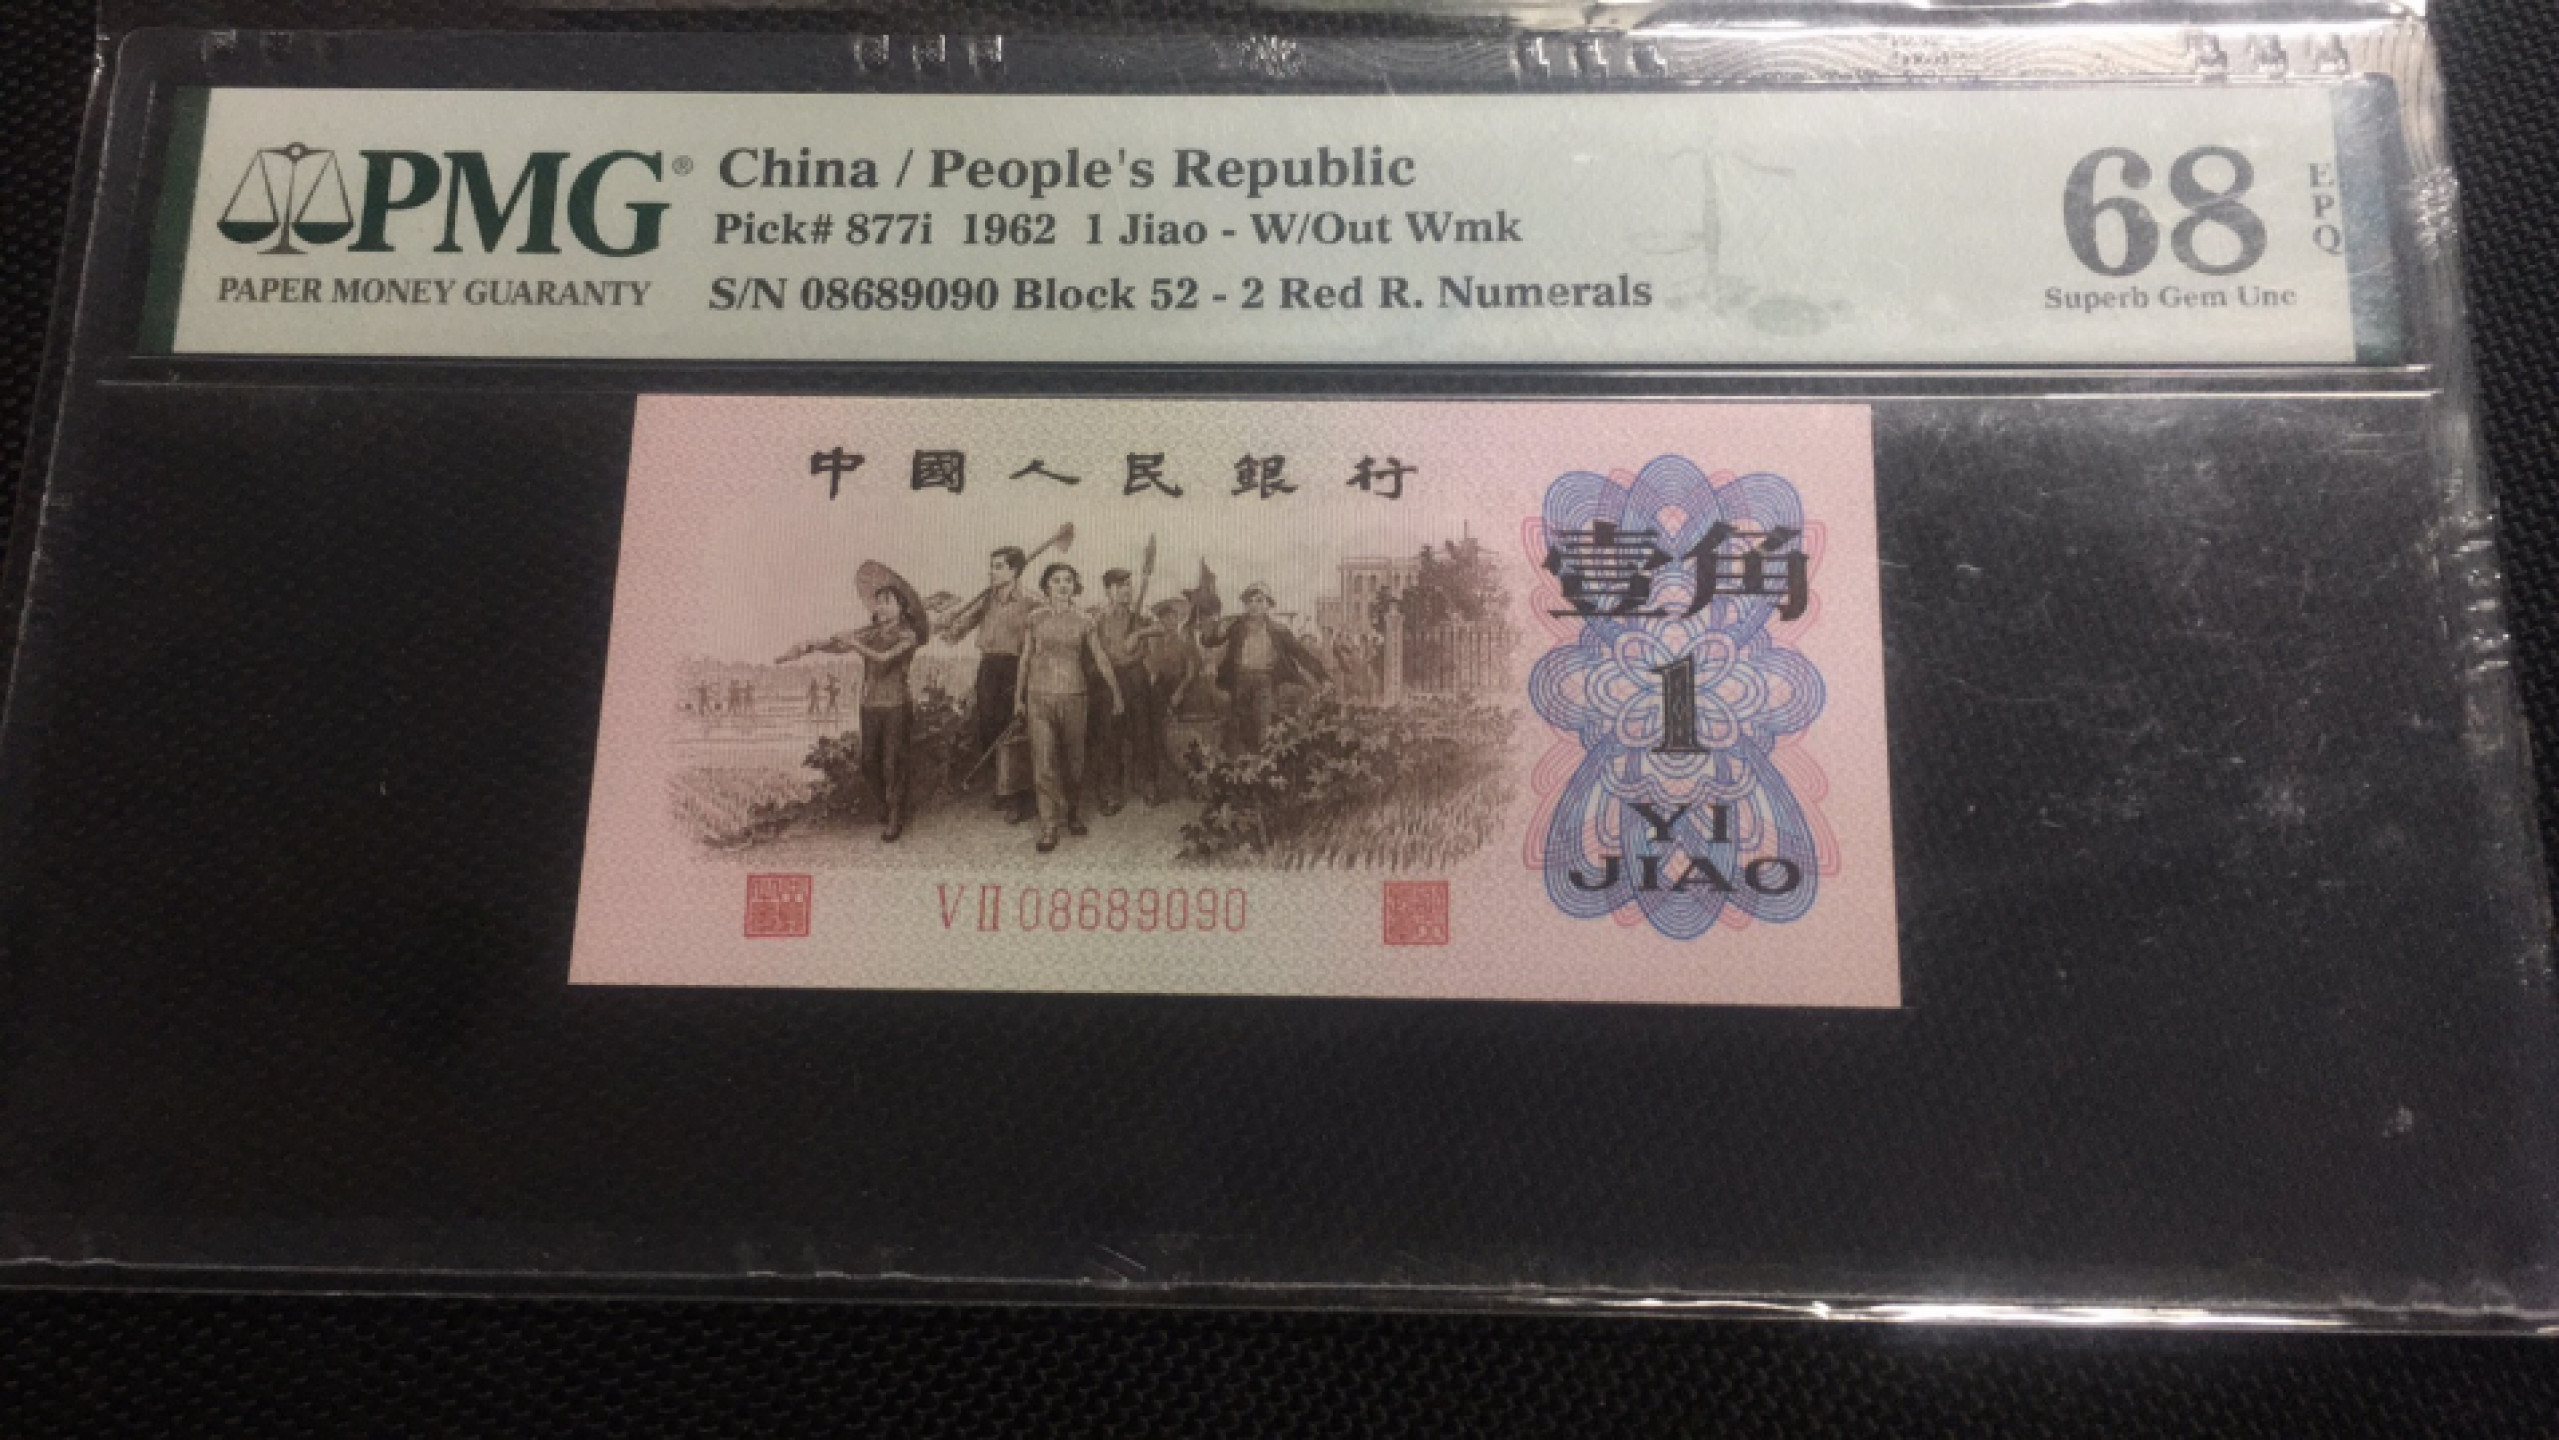 PMG®
PAPER MONEY GUARANTY
China / People's Republic
Pick# 877i 1962 1 Jiao - W/Out Wmk
S/N 08689090 Block 52 - 2 Red R. Numerals
68
EPQ
Superb Gem Unc
中國人民銀行
壹角
1
YI
JIAO
V II 08689090